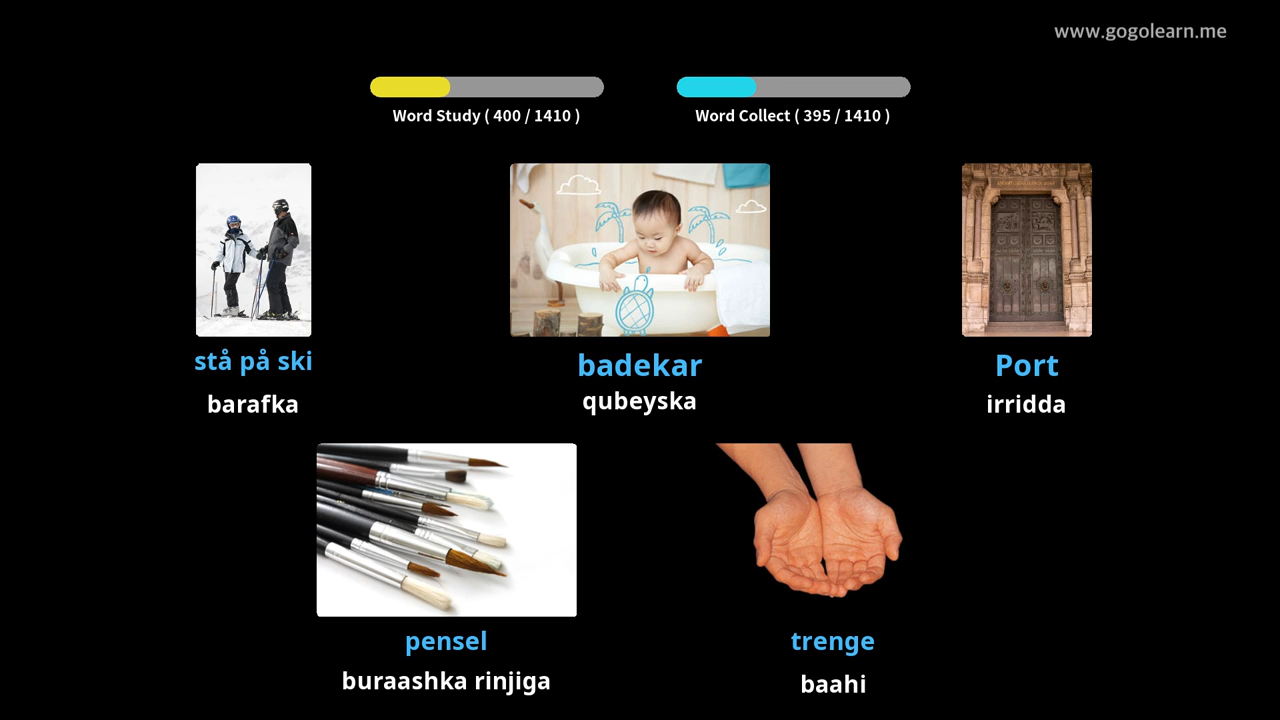 www.gogolearn.me
Word Study ( 400 / 1410 )
Word Collect ( 395 / 1410 )
stå på ski
barafka
badekar
qubeyska
Port
irridda
pensel
buraashka rinjiga
trenge
baahi